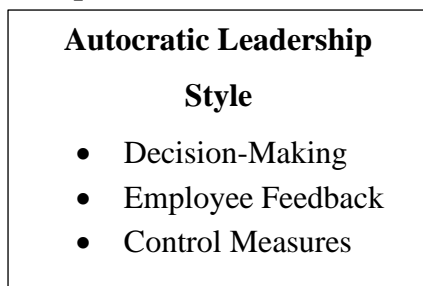 Autocratic Leadership
Style
• Decision-Making
• Employee Feedback
• Control Measures